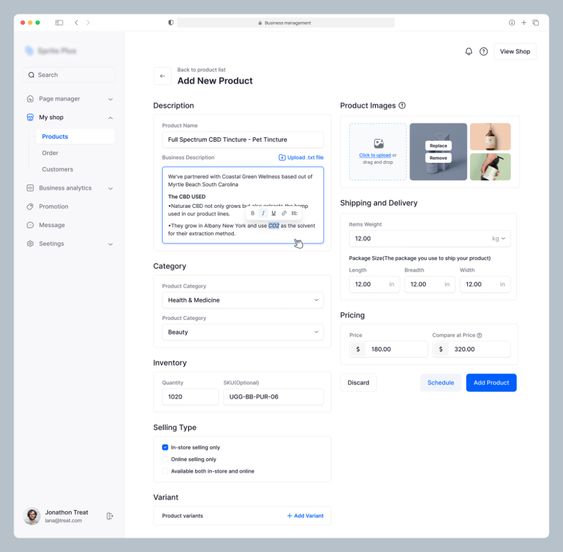 Business management
View Shop
Search
Page manager
My shop
Products
Order
Customers
Business analytics
Promotion
Message
Seetings
Jonathon Treat
Back to product list
Add New Product
Description
Product Name
Full Spectrum CBD Tincture - Pet Tincture
Business Description
Upload .txt file
We've partnered with Coastal Green Wellness based out of
Myrtle Beach South Carolina
The CBD USED
•Naturae CBD not only grows but also extracts the hemp
used in our product lines.
B I U
•They grow in Albany New York and use CO2 as the solvent
for their extraction method.
Category
Product Category
Health & Medicine
Product Category
Beauty
Inventory
Quantity
SKU(Optional)
1020
UGG-BB-PUR-06
Selling Type
In-store selling only
Online selling only
Available both in-store and online
Variant
Product variants
+ Add Variant
Product Images
Click to upload or
drag and drop
Replace
Remove
Shipping and Delivery
Items Weight
12.00
kg
Package Size(The package you use to ship your product)
Length
Breadth
Width
12.00 in
12.00 in
12.00 in
Pricing
Price
Compare at Price
$ 180.00
$ 320.00
Discard
Schedule
Add Product